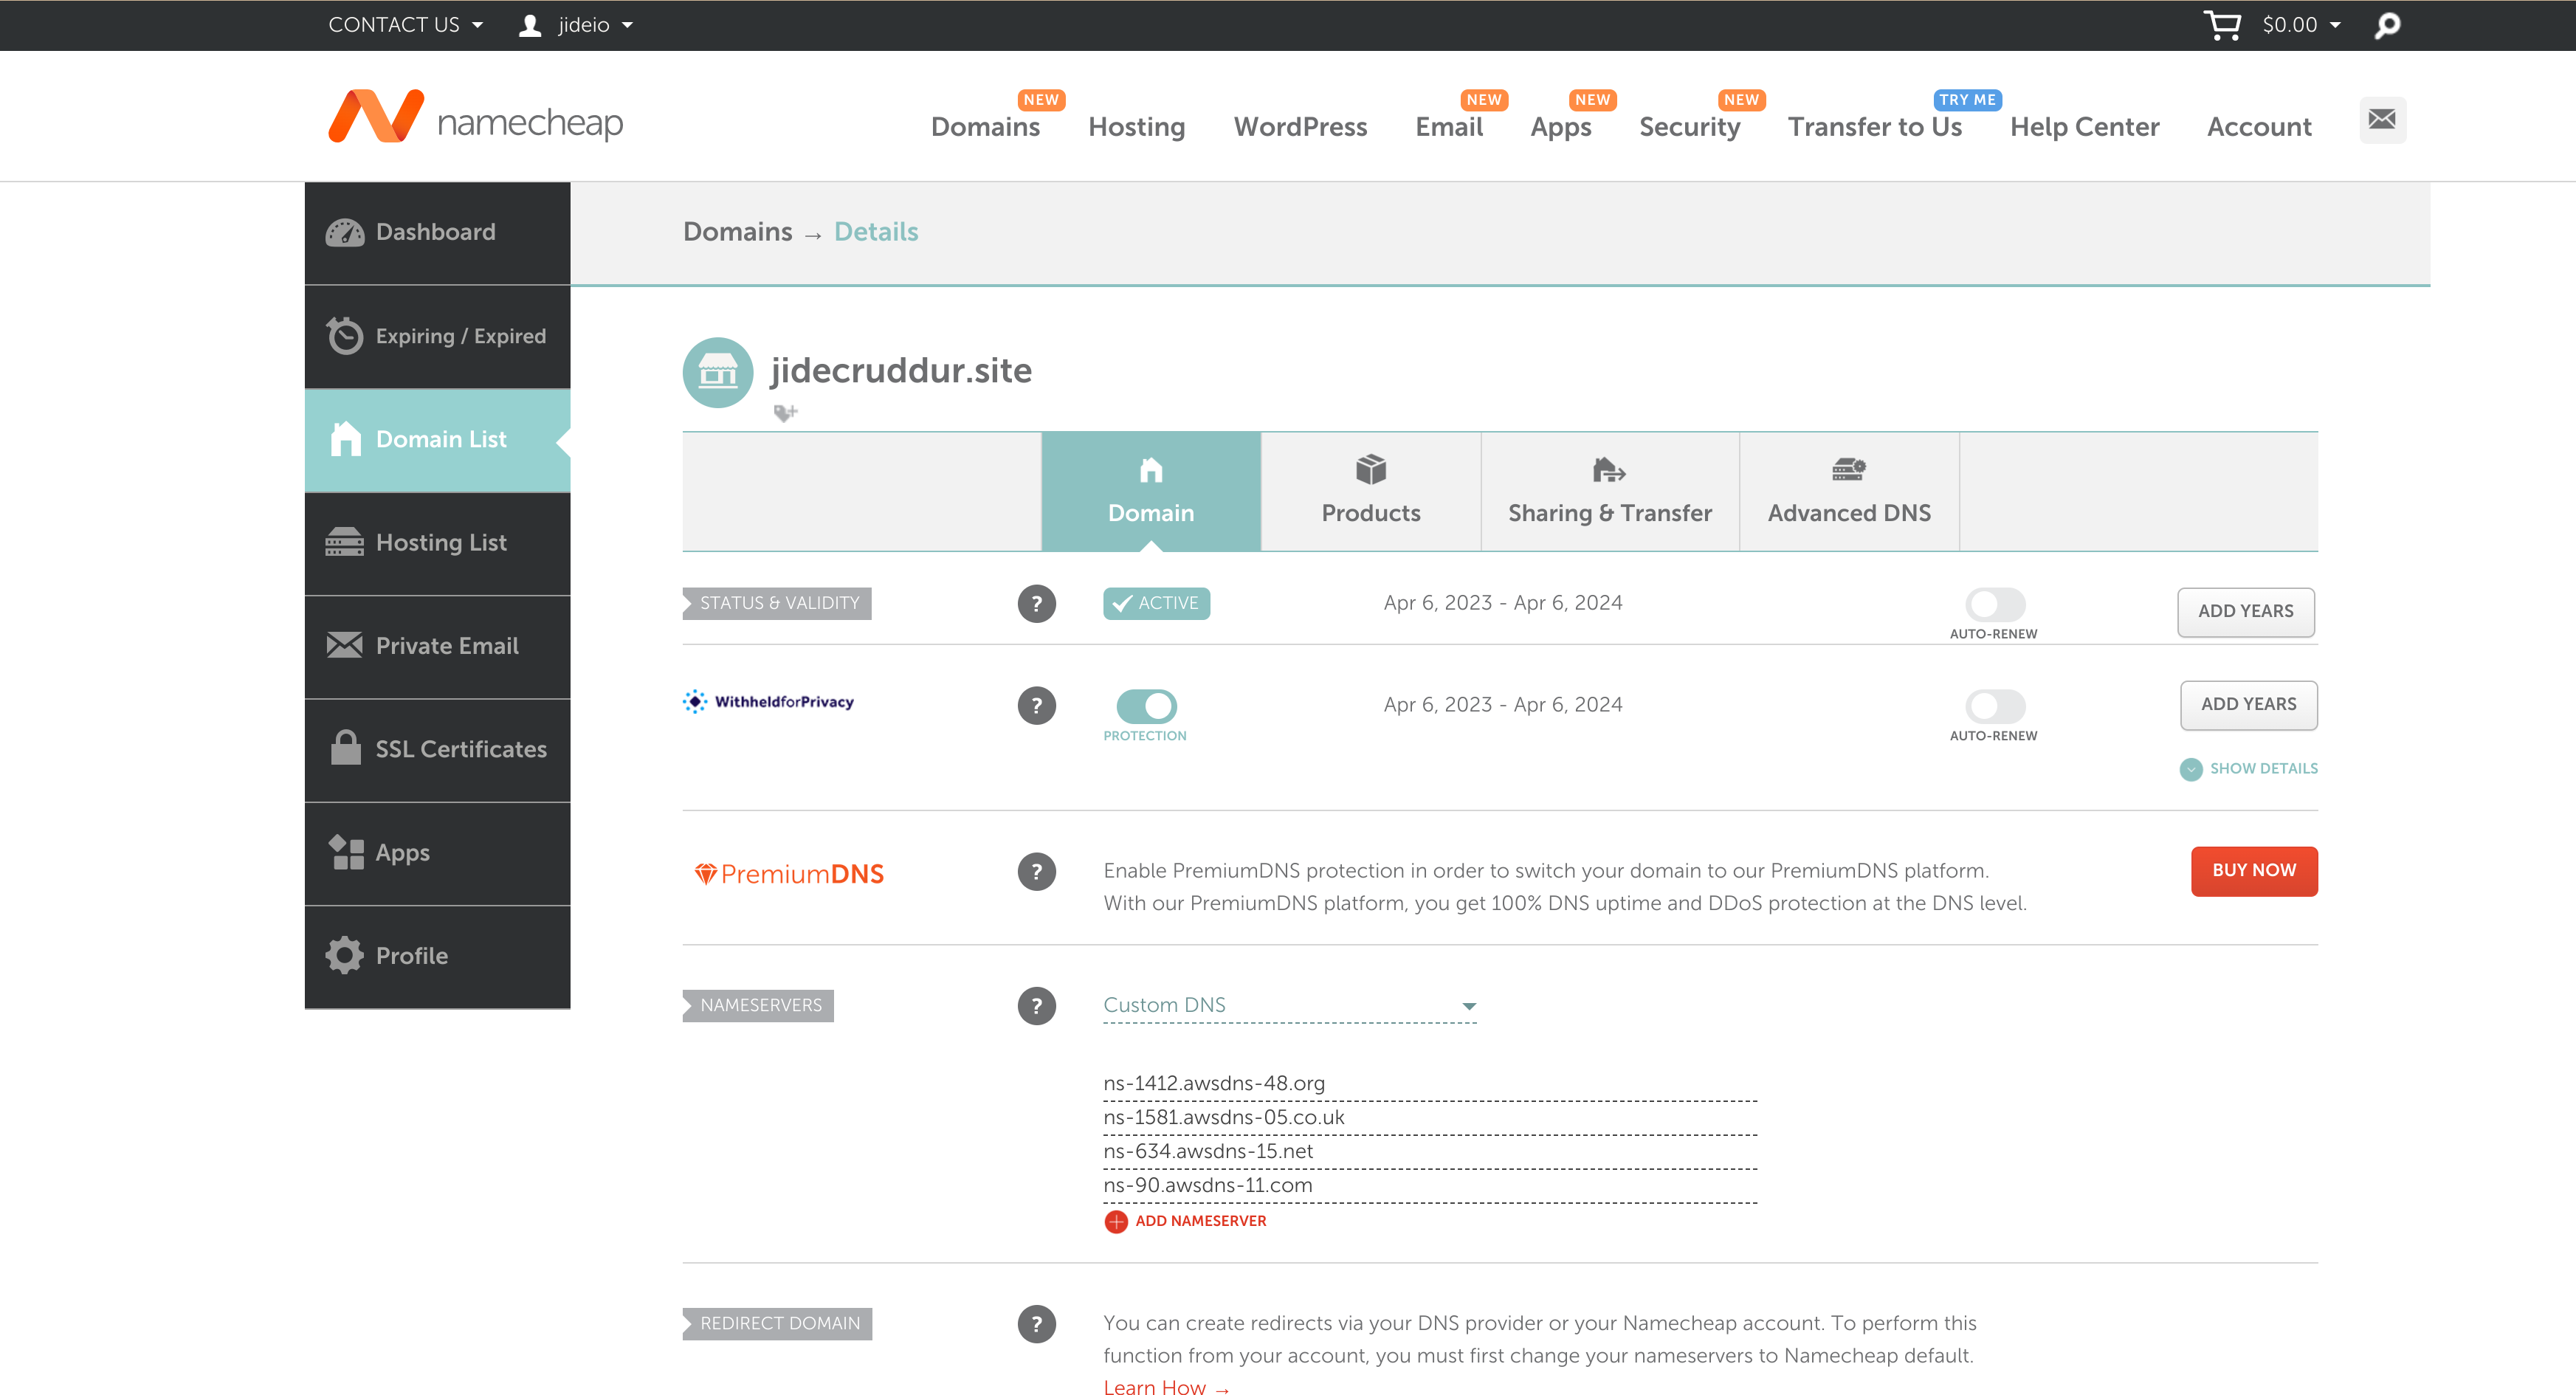 CONTACT US
jideio
$0.00
namecheap
Domains NEW
Hosting
WordPress
Email NEW
Apps NEW
Security NEW
Transfer to Us TRY ME
Help Center
Account
Dashboard
Expiring / Expired
Domain List
Hosting List
Private Email
SSL Certificates
Apps
Profile
Domains → Details
jidecruddur.site
Domain
Products
Sharing & Transfer
Advanced DNS
STATUS & VALIDITY
?
ACTIVE
Apr 6, 2023 - Apr 6, 2024
AUTO-RENEW
ADD YEARS
WithheldforPrivacy
?
PROTECTION
Apr 6, 2023 - Apr 6, 2024
AUTO-RENEW
ADD YEARS
SHOW DETAILS
PremiumDNS
?
Enable PremiumDNS protection in order to switch your domain to our PremiumDNS platform.
With our PremiumDNS platform, you get 100% DNS uptime and DDoS protection at the DNS level.
BUY NOW
NAMESERVERS
?
Custom DNS
ns-1412.awsdns-48.org
ns-1581.awsdns-05.co.uk
ns-634.awsdns-15.net
ns-90.awsdns-11.com
ADD NAMESERVER
REDIRECT DOMAIN
?
You can create redirects via your DNS provider or your Namecheap account. To perform this
function from your account, you must first change your nameservers to Namecheap default.
Learn How →